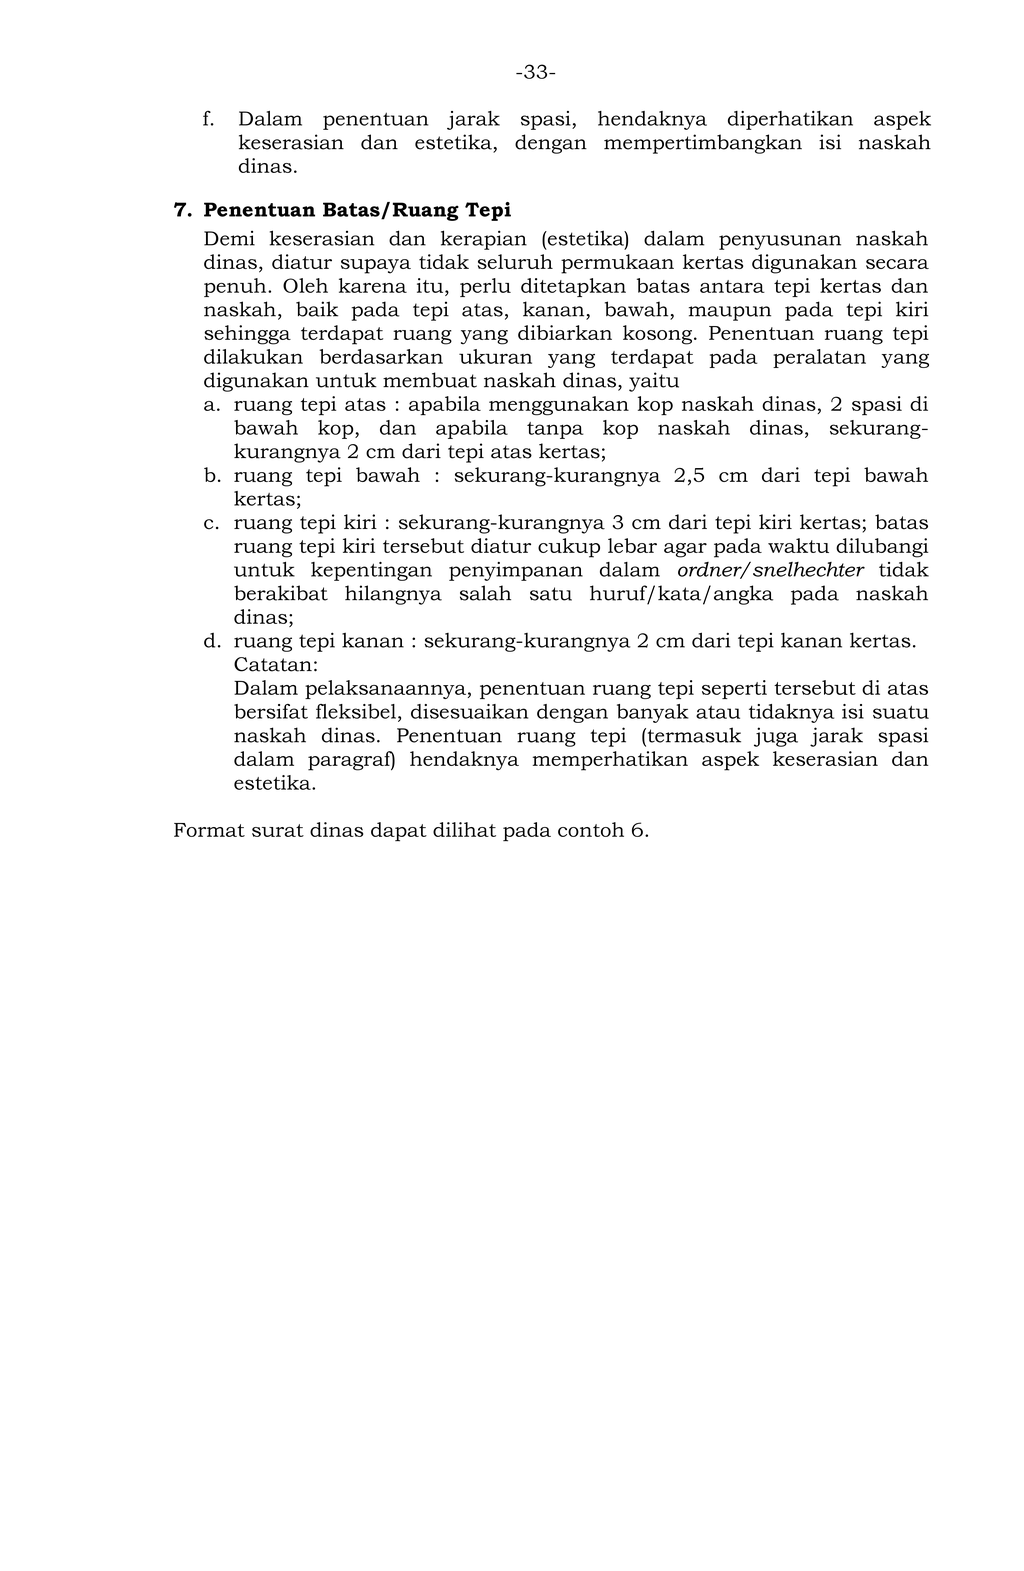 -33-
f. Dalam penentuan jarak spasi, hendaknya diperhatikan aspek
keserasian dan estetika, dengan mempertimbangkan isi naskah
dinas.
7. Penentuan Batas/Ruang Tepi
Demi keserasian dan kerapian (estetika) dalam penyusunan naskah
dinas, diatur supaya tidak seluruh permukaan kertas digunakan secara
penuh. Oleh karena itu, perlu ditetapkan batas antara tepi kertas dan
naskah, baik pada tepi atas, kanan, bawah, maupun pada tepi kiri
sehingga terdapat ruang yang dibiarkan kosong. Penentuan ruang tepi
dilakukan berdasarkan ukuran yang terdapat pada peralatan yang
digunakan untuk membuat naskah dinas, yaitu
a. ruang tepi atas : apabila menggunakan kop naskah dinas, 2 spasi di
bawah kop, dan apabila tanpa kop naskah dinas, sekurang-
kurangnya 2 cm dari tepi atas kertas;
b. ruang tepi bawah : sekurang-kurangnya 2,5 cm dari tepi bawah
kertas;
c. ruang tepi kiri : sekurang-kurangnya 3 cm dari tepi kiri kertas; batas
ruang tepi kiri tersebut diatur cukup lebar agar pada waktu dilubangi
untuk kepentingan penyimpanan dalam ordner/snelhechter tidak
berakibat hilangnya salah satu huruf/kata/angka pada naskah
dinas;
d. ruang tepi kanan : sekurang-kurangnya 2 cm dari tepi kanan kertas.
Catatan:
Dalam pelaksanaannya, penentuan ruang tepi seperti tersebut di atas
bersifat fleksibel, disesuaikan dengan banyak atau tidaknya isi suatu
naskah dinas. Penentuan ruang tepi (termasuk juga jarak spasi
dalam paragraf) hendaknya memperhatikan aspek keserasian dan
estetika.
Format surat dinas dapat dilihat pada contoh 6.